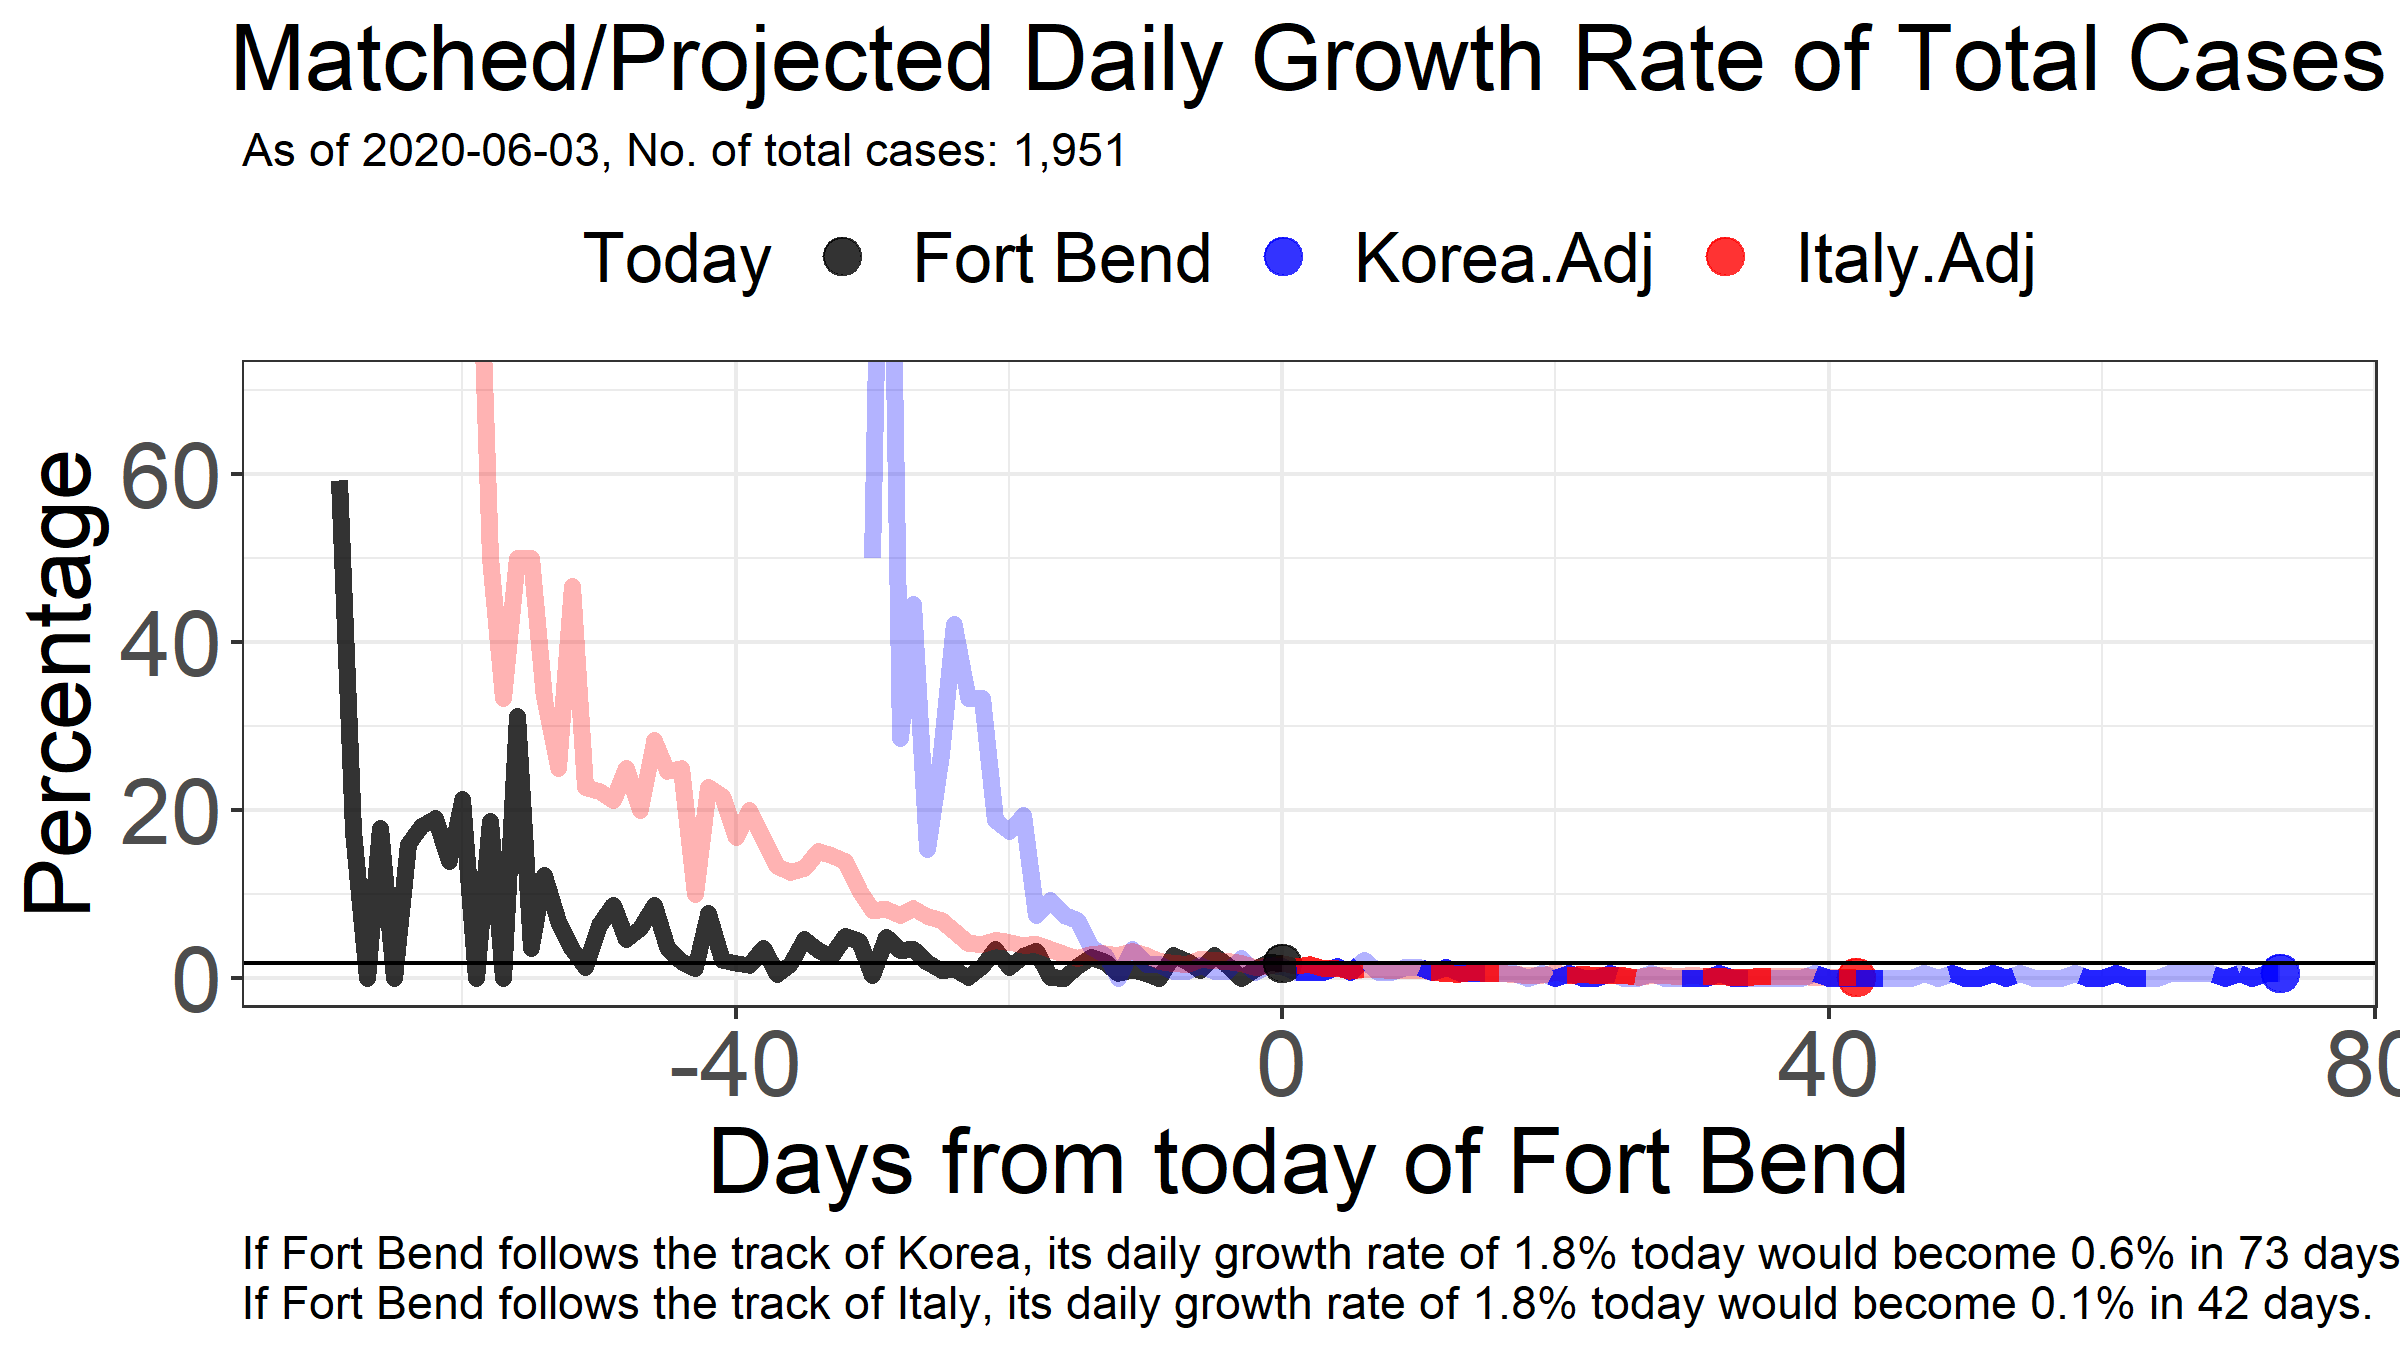 Matched/Projected Daily Growth Rate of Total Cases
As of 2020-06-03, No. of total cases: 1,951
Today Fort Bend Korea.Adj Italy.Adj
Percentage
60
40
20
0
-40 0 40 80
Days from today of Fort Bend
If Fort Bend follows the track of Korea, its daily growth rate of 1.8% today would become 0.6% in 73 days
If Fort Bend follows the track of Italy, its daily growth rate of 1.8% today would become 0.1% in 42 days.